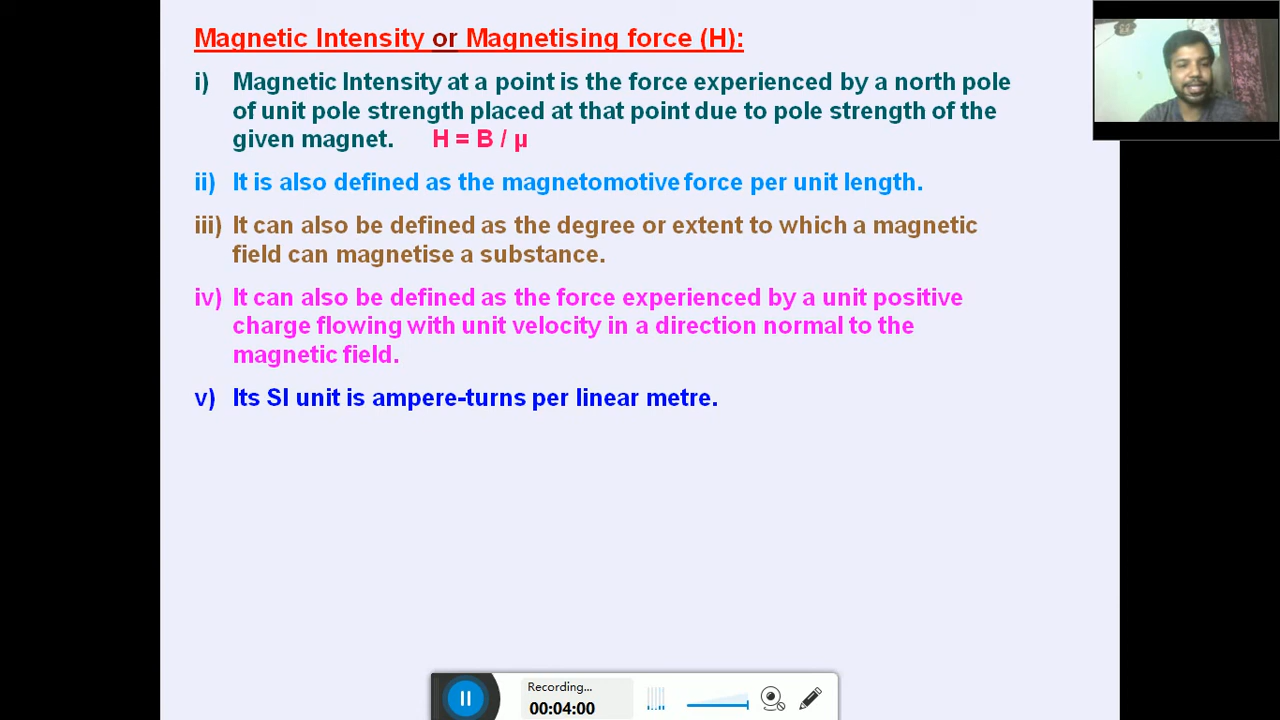 Magnetic Intensity or Magnetising force (H):
i) Magnetic Intensity at a point is the force experienced by a north pole
of unit pole strength placed at that point due to pole strength of the
given magnet. H = B / µ
ii) It is also defined as the magnetomotive force per unit length.
iii) It can also be defined as the degree or extent to which a magnetic
field can magnetise a substance.
iv) It can also be defined as the force experienced by a unit positive
charge flowing with unit velocity in a direction normal to the
magnetic field.
v) Its SI unit is ampere-turns per linear metre.
Recording...
00:04:00